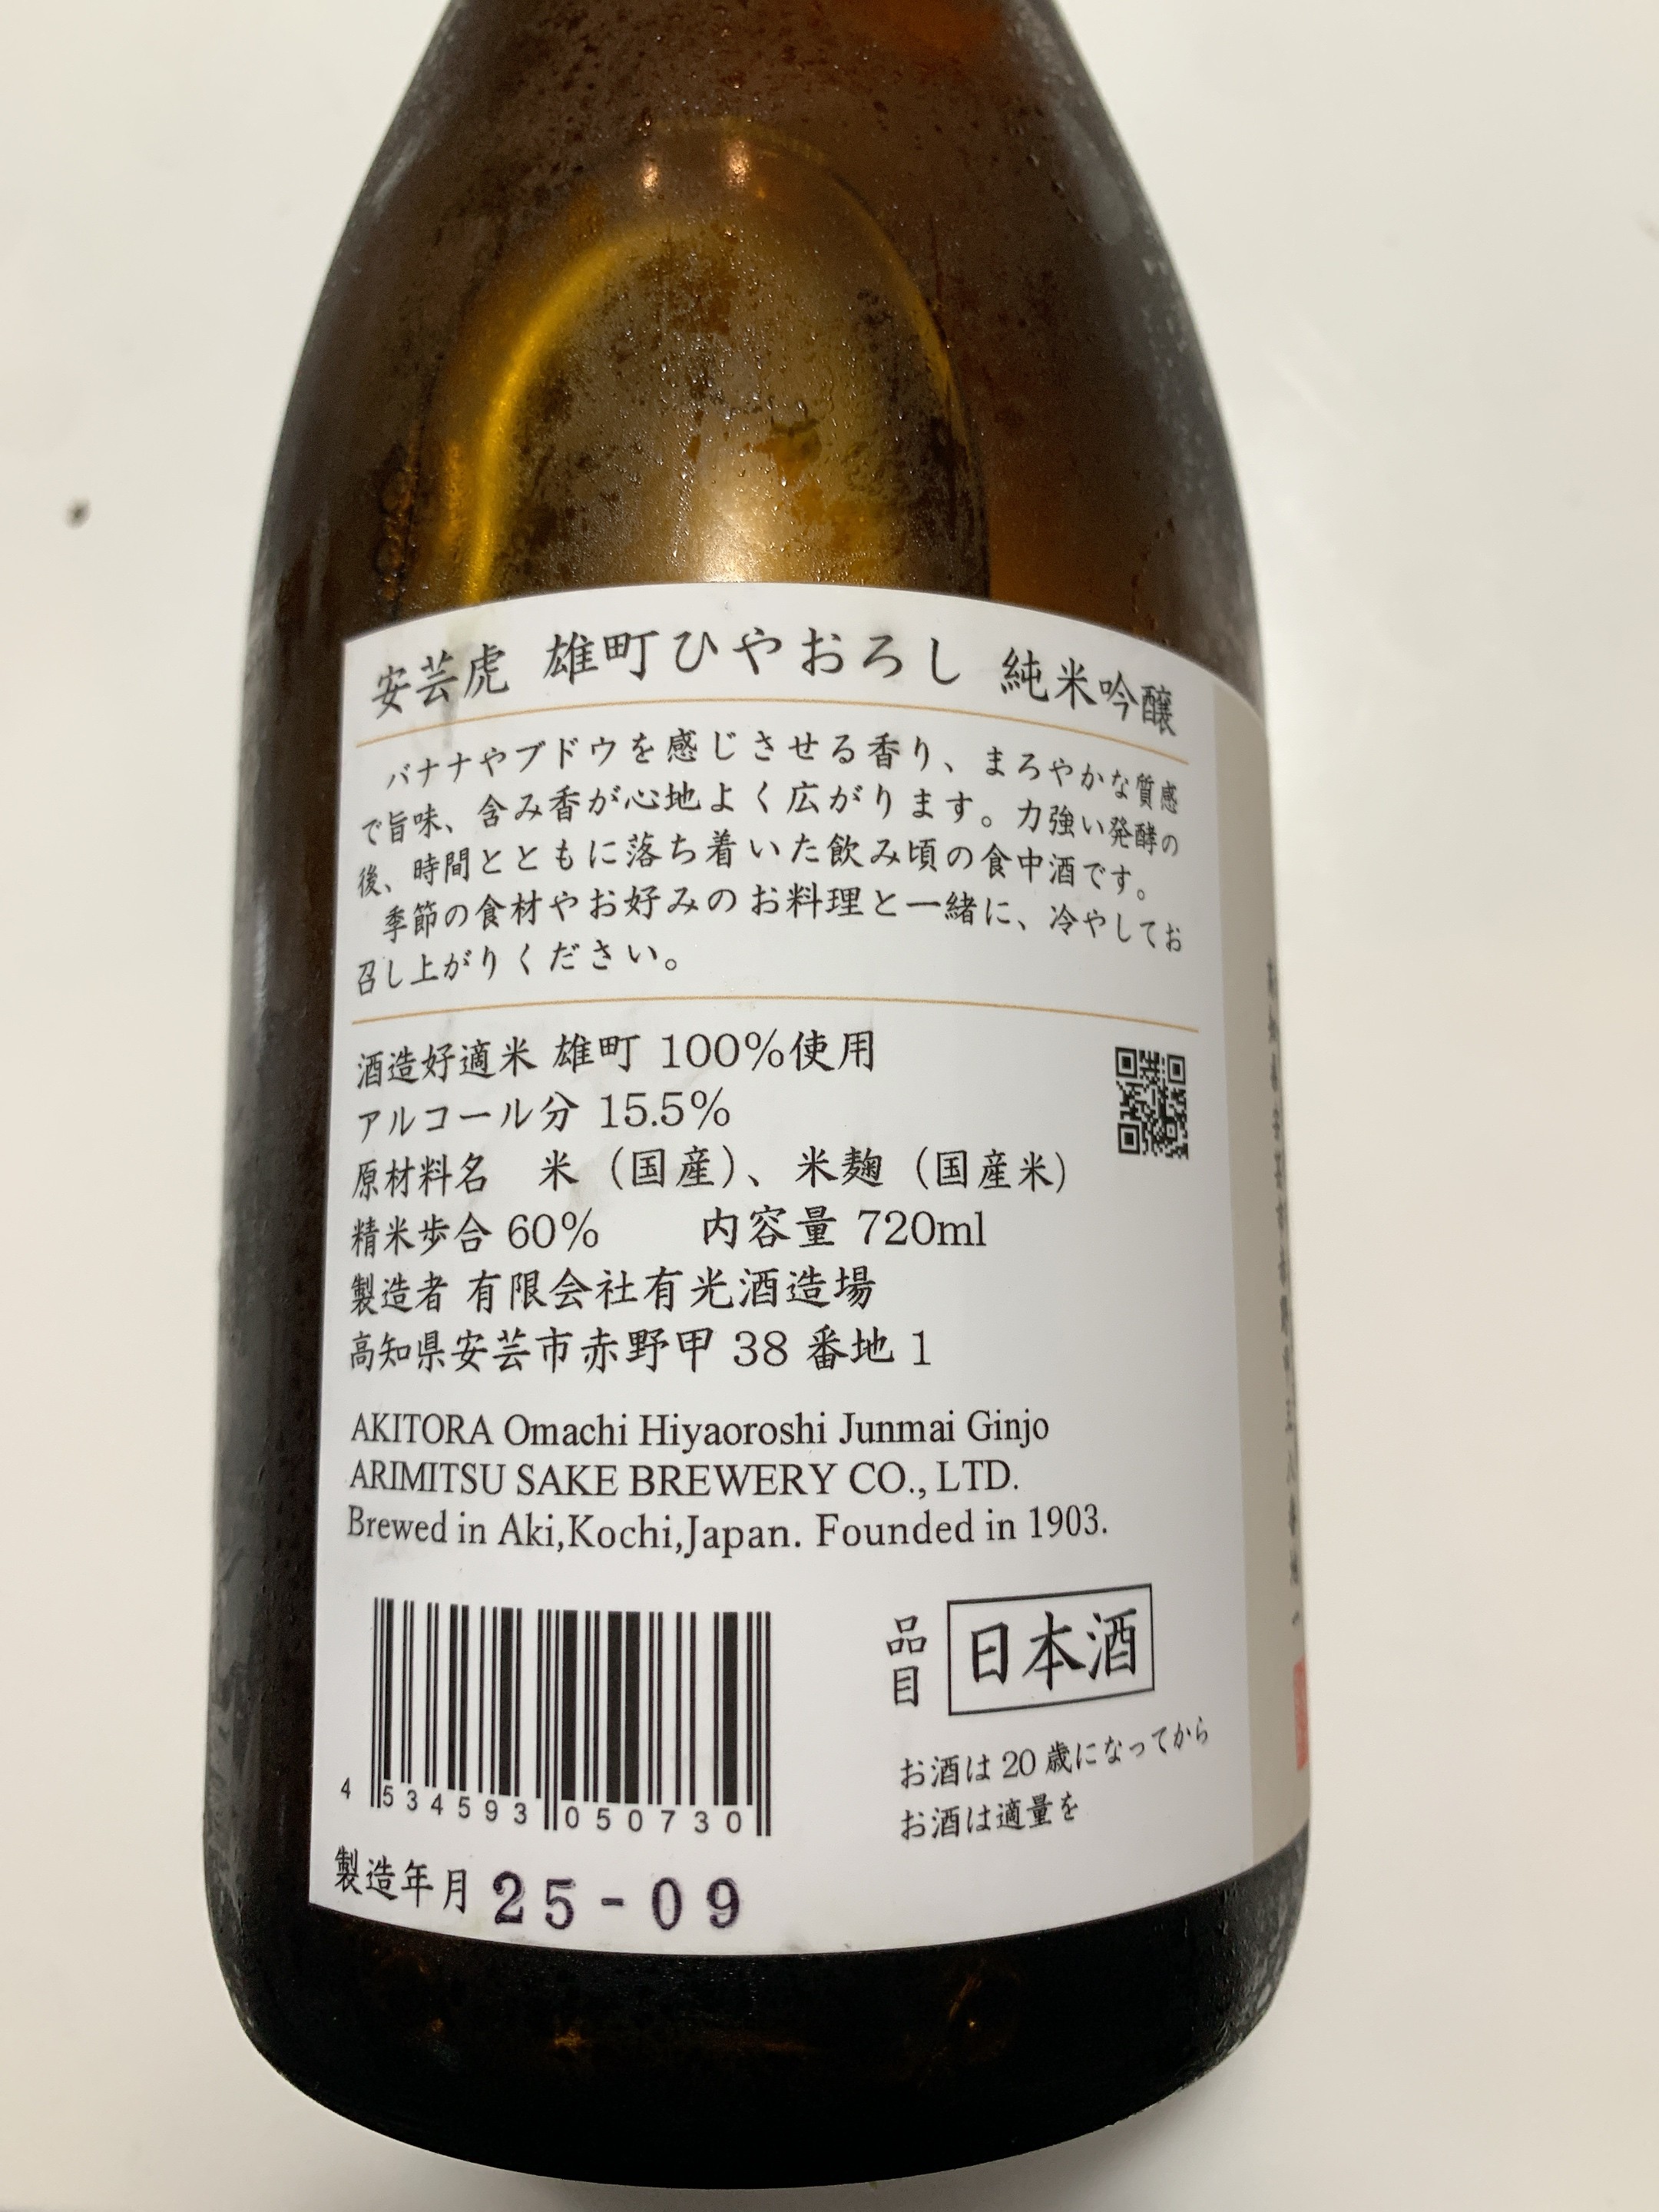 安芸虎 雄町ひやおろし 純米吟醸
バナナやブドウを感じさせる香り、まろやかな質感
で旨味、含み香が心地よく広がります。力強い発酵の
後、時間とともに落ち着いた飲み頃の食中酒です。
季節の食材やお好みのお料理と一緒に、冷やしてお
召し上がりください。
酒造好適米 雄町 100%使用
アルコール分 15.5%
原材料名 米（国産）、米麹（国産米）
精米歩合 60% 内容量 720ml
製造者 有限会社有光酒造場
高知県安芸市赤野甲 38 番地 1
AKITORA Omachi Hiyaoroshi Junmai Ginjo
ARIMITSU SAKE BREWERY CO., LTD.
Brewed in Aki,Kochi,Japan. Founded in 1903.
品目 日本酒
お酒は 20 歳になってから
お酒は適量を
4 534593 050730
製造年月 25-09